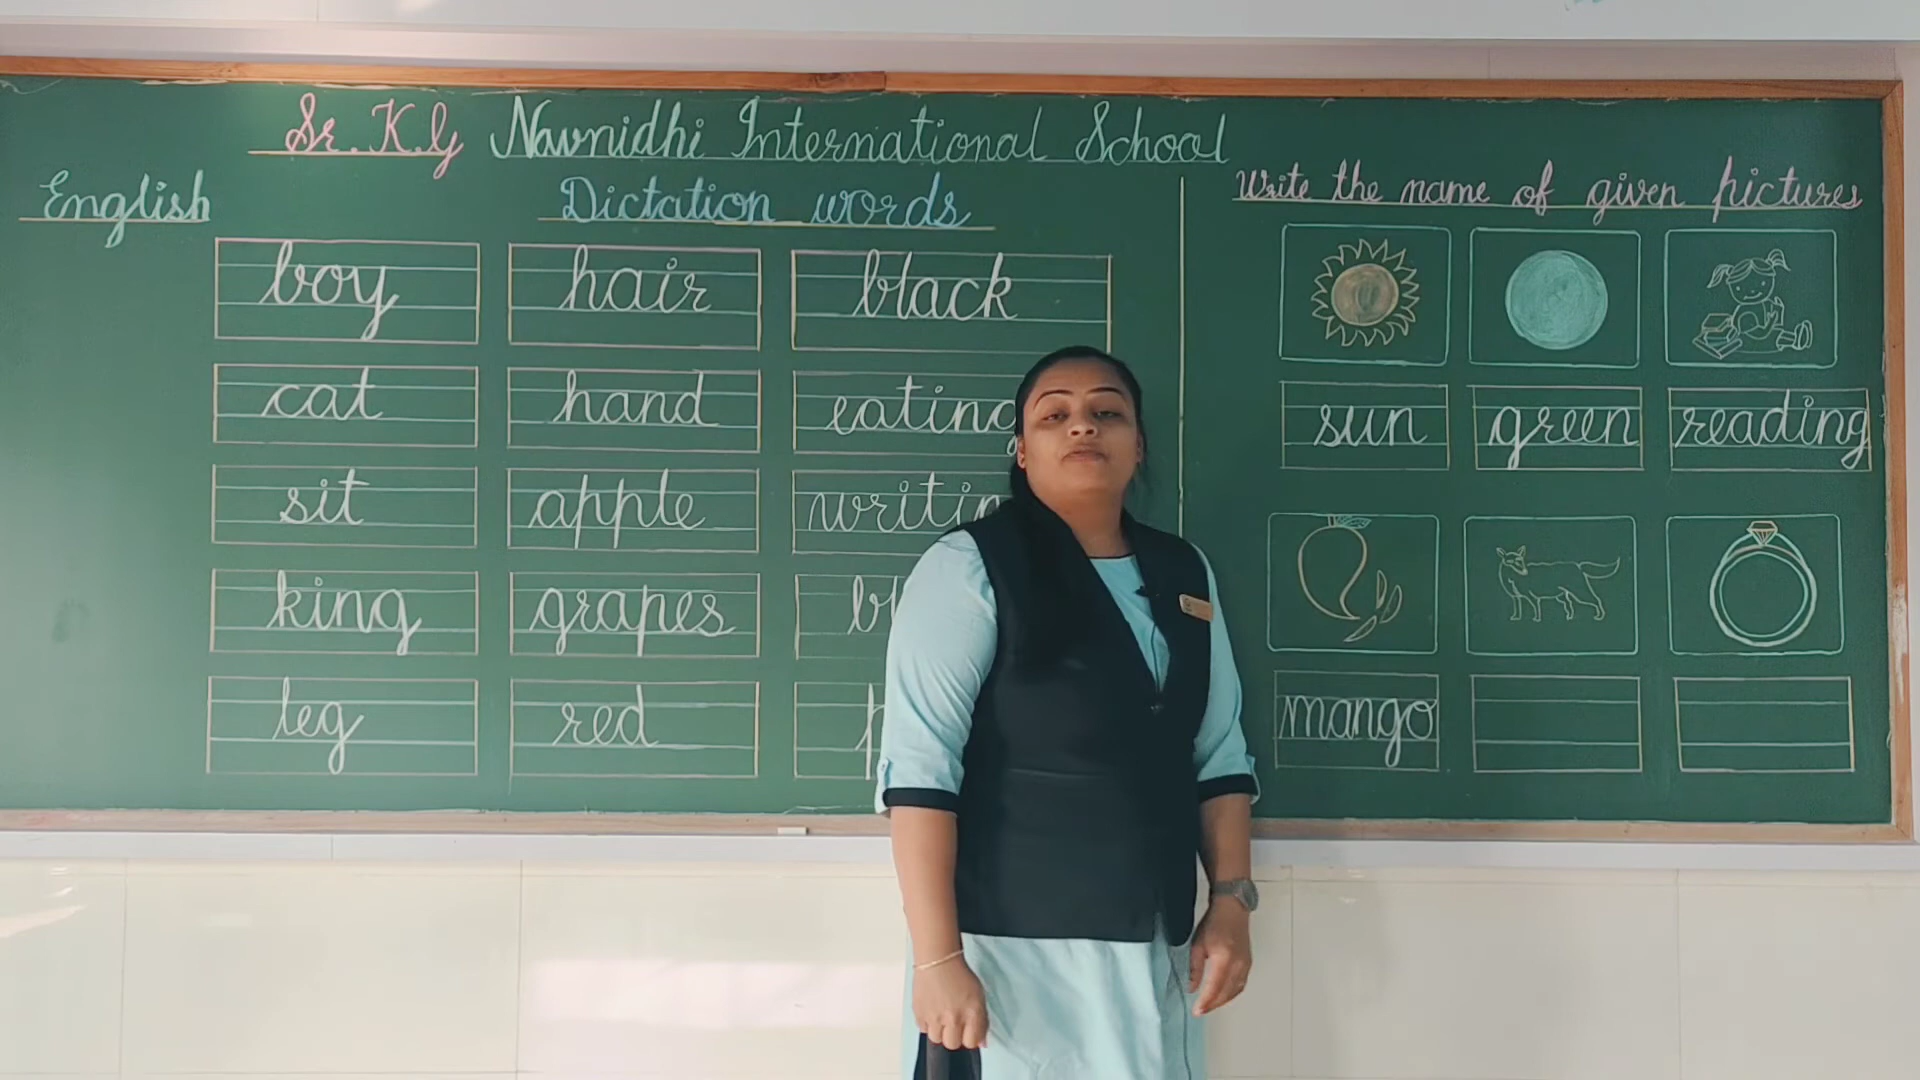 Sr. K.G Navnidhi International School
English
Dictation words
boy hair black
cat hand eating
sit apple
king grapes
leg red
Write the name of given pictures
sun green reading
mango